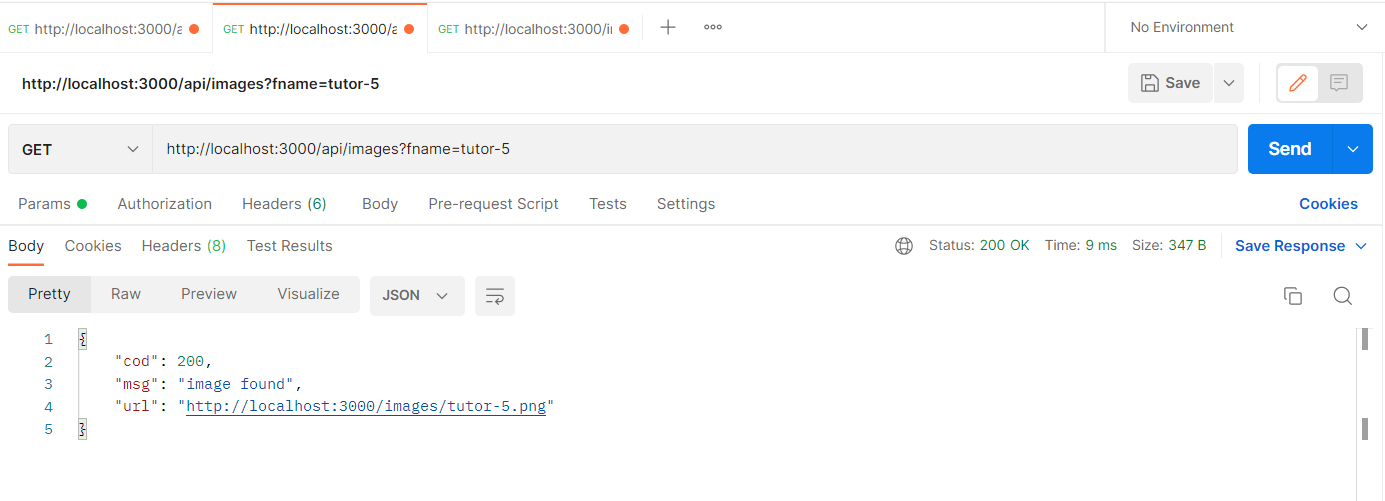 GET http://localhost:3000/a GET http://localhost:3000/a GET http://localhost:3000/i No Environment
http://localhost:3000/api/images?fname=tutor-5 Save
GET http://localhost:3000/api/images?fname=tutor-5 Send
Params Authorization Headers (6) Body Pre-request Script Tests Settings Cookies
Body Cookies Headers (8) Test Results Status: 200 OK Time: 9 ms Size: 347 B Save Response
Pretty Raw Preview Visualize JSON
1 {
2 "cod": 200,
3 "msg": "image found",
4 "url": "http://localhost:3000/images/tutor-5.png"
5 }